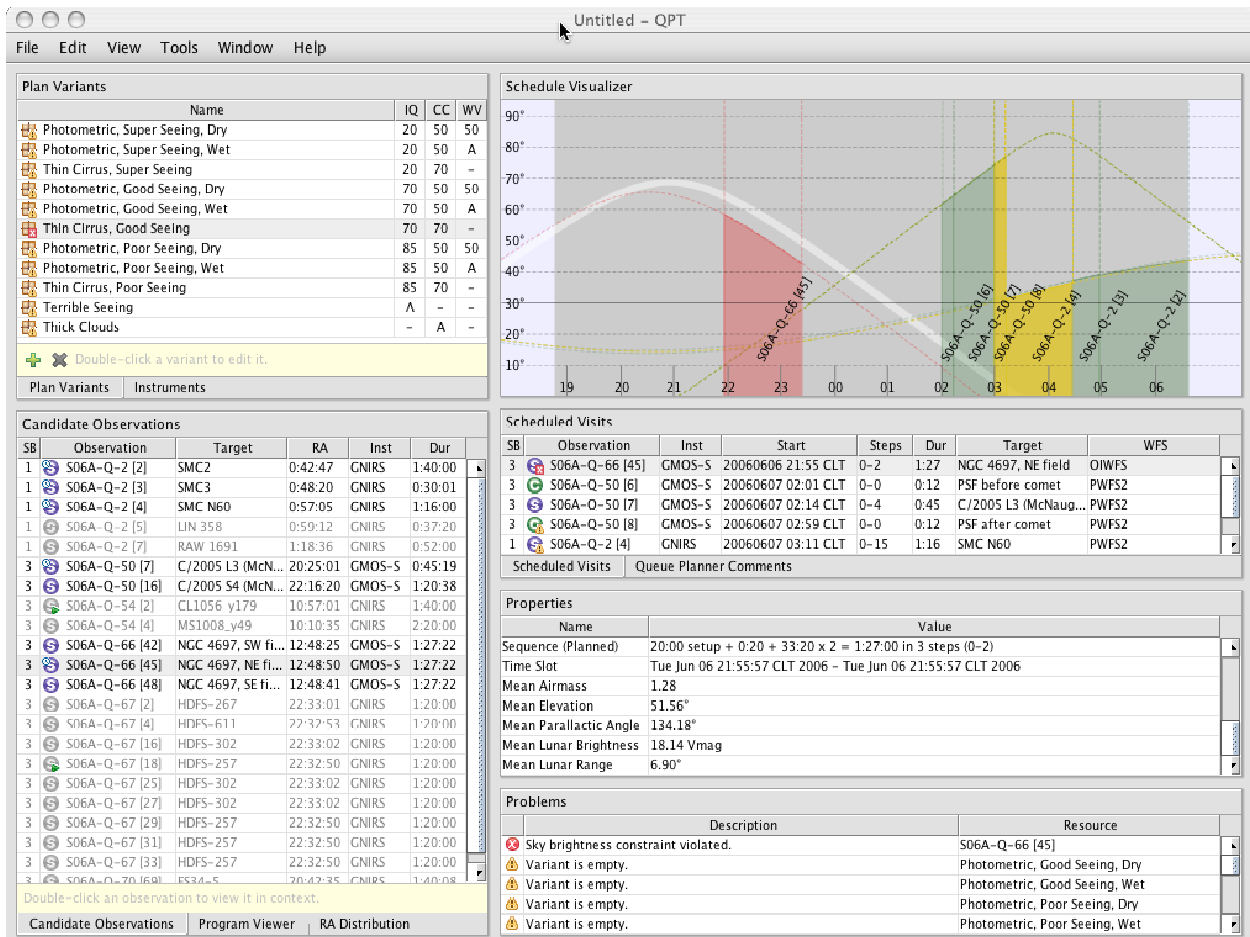 Untitled – QPT
File Edit View Tools Window Help
Plan Variants
Name IQ CC WV
Photometric, Super Seeing, Dry 20 50 50
Photometric, Super Seeing, Wet 20 50 A
Thin Cirrus, Super Seeing 20 70 –
Photometric, Good Seeing, Dry 70 50 50
Photometric, Good Seeing, Wet 70 50 A
Thin Cirrus, Good Seeing 70 70 –
Photometric, Poor Seeing, Dry 85 50 50
Photometric, Poor Seeing, Wet 85 50 A
Thin Cirrus, Poor Seeing 85 70 –
Terrible Seeing A – –
Thick Clouds – A –
Double-click a variant to edit it.
Plan Variants Instruments
Schedule Visualizer
90°
80°
70°
60°
50°
40°
30°
20°
10°
S06A-Q-66 [45] S06A-Q-50 [6] S06A-Q-50 [7] S06A-Q-50 [8] S06A-Q-2 [4] S06A-Q-2 [3] S06A-Q-2 [2]
19 20 21 22 23 00 01 02 03 04 05 06
Candidate Observations
SB Observation Target RA Inst Dur
1 S S06A-Q-2 [2] SMC2 0:42:47 GNIRS 1:40:00
1 S S06A-Q-2 [3] SMC3 0:48:20 GNIRS 0:30:01
1 S S06A-Q-2 [4] SMC N60 0:57:05 GNIRS 1:16:00
1 S S06A-Q-2 [5] LIN 358 0:59:12 GNIRS 0:37:20
1 S S06A-Q-2 [7] RAW 1691 1:18:36 GNIRS 0:52:00
3 S S06A-Q-50 [7] C/2005 L3 (McN... 20:25:01 GMOS-S 0:45:19
3 S S06A-Q-50 [16] C/2005 S4 (McN... 22:16:20 GMOS-S 1:20:38
3 S S06A-Q-54 [2] CL1056 y179 10:57:01 GNIRS 1:40:00
3 S S06A-Q-54 [4] MS1008_y49 10:10:35 GNIRS 2:20:00
3 S S06A-Q-66 [42] NGC 4697, SW fi... 12:48:25 GMOS-S 1:27:22
3 S S06A-Q-66 [45] NGC 4697, NE fi... 12:48:50 GMOS-S 1:27:22
3 S S06A-Q-66 [48] NGC 4697, SE fi... 12:48:41 GMOS-S 1:27:22
3 S S06A-Q-67 [2] HDFS-267 22:33:01 GNIRS 1:20:00
3 S S06A-Q-67 [4] HDFS-611 22:32:53 GNIRS 1:20:00
3 S S06A-Q-67 [16] HDFS-302 22:33:02 GNIRS 1:20:00
3 S S06A-Q-67 [18] HDFS-257 22:32:50 GNIRS 1:20:00
3 S S06A-Q-67 [25] HDFS-302 22:33:02 GNIRS 1:20:00
3 S S06A-Q-67 [27] HDFS-302 22:33:02 GNIRS 1:20:00
3 S S06A-Q-67 [29] HDFS-257 22:32:50 GNIRS 1:20:00
3 S S06A-Q-67 [31] HDFS-257 22:32:50 GNIRS 1:20:00
3 S S06A-Q-67 [33] HDFS-257 22:32:50 GNIRS 1:20:00
3 S S06A-Q-70 [69] FS34-5 20:42:35 GNIRS 1:40:08
Double-click an observation to view it in context.
Candidate Observations Program Viewer RA Distribution
Scheduled Visits
SB Observation Inst Start Steps Dur Target WFS
3 S S06A-Q-66 [45] GMOS-S 20060606 21:55 CLT 0-2 1:27 NGC 4697, NE field OIWFS
3 C S06A-Q-50 [6] GMOS-S 20060607 02:01 CLT 0-0 0:12 PSF before comet PWFS2
3 S S06A-Q-50 [7] GMOS-S 20060607 02:14 CLT 0-4 0:45 C/2005 L3 (McNaug... PWFS2
3 C S06A-Q-50 [8] GMOS-S 20060607 02:59 CLT 0-0 0:12 PSF after comet PWFS2
1 S S06A-Q-2 [4] GNIRS 20060607 03:11 CLT 0-15 1:16 SMC N60 PWFS2
Scheduled Visits Queue Planner Comments
Properties
Name Value
Sequence (Planned) 20:00 setup + 0:20 + 33:20 x 2 = 1:27:00 in 3 steps (0-2)
Time Slot Tue Jun 06 21:55:57 CLT 2006 - Tue Jun 06 21:55:57 CLT 2006
Mean Airmass 1.28
Mean Elevation 51.56°
Mean Parallactic Angle 134.18°
Mean Lunar Brightness 18.14 Vmag
Mean Lunar Range 6.90°
Problems
Description Resource
Sky brightness constraint violated. S06A-Q-66 [45]
Variant is empty. Photometric, Good Seeing, Dry
Variant is empty. Photometric, Good Seeing, Wet
Variant is empty. Photometric, Poor Seeing, Dry
Variant is empty. Photometric, Poor Seeing, Wet